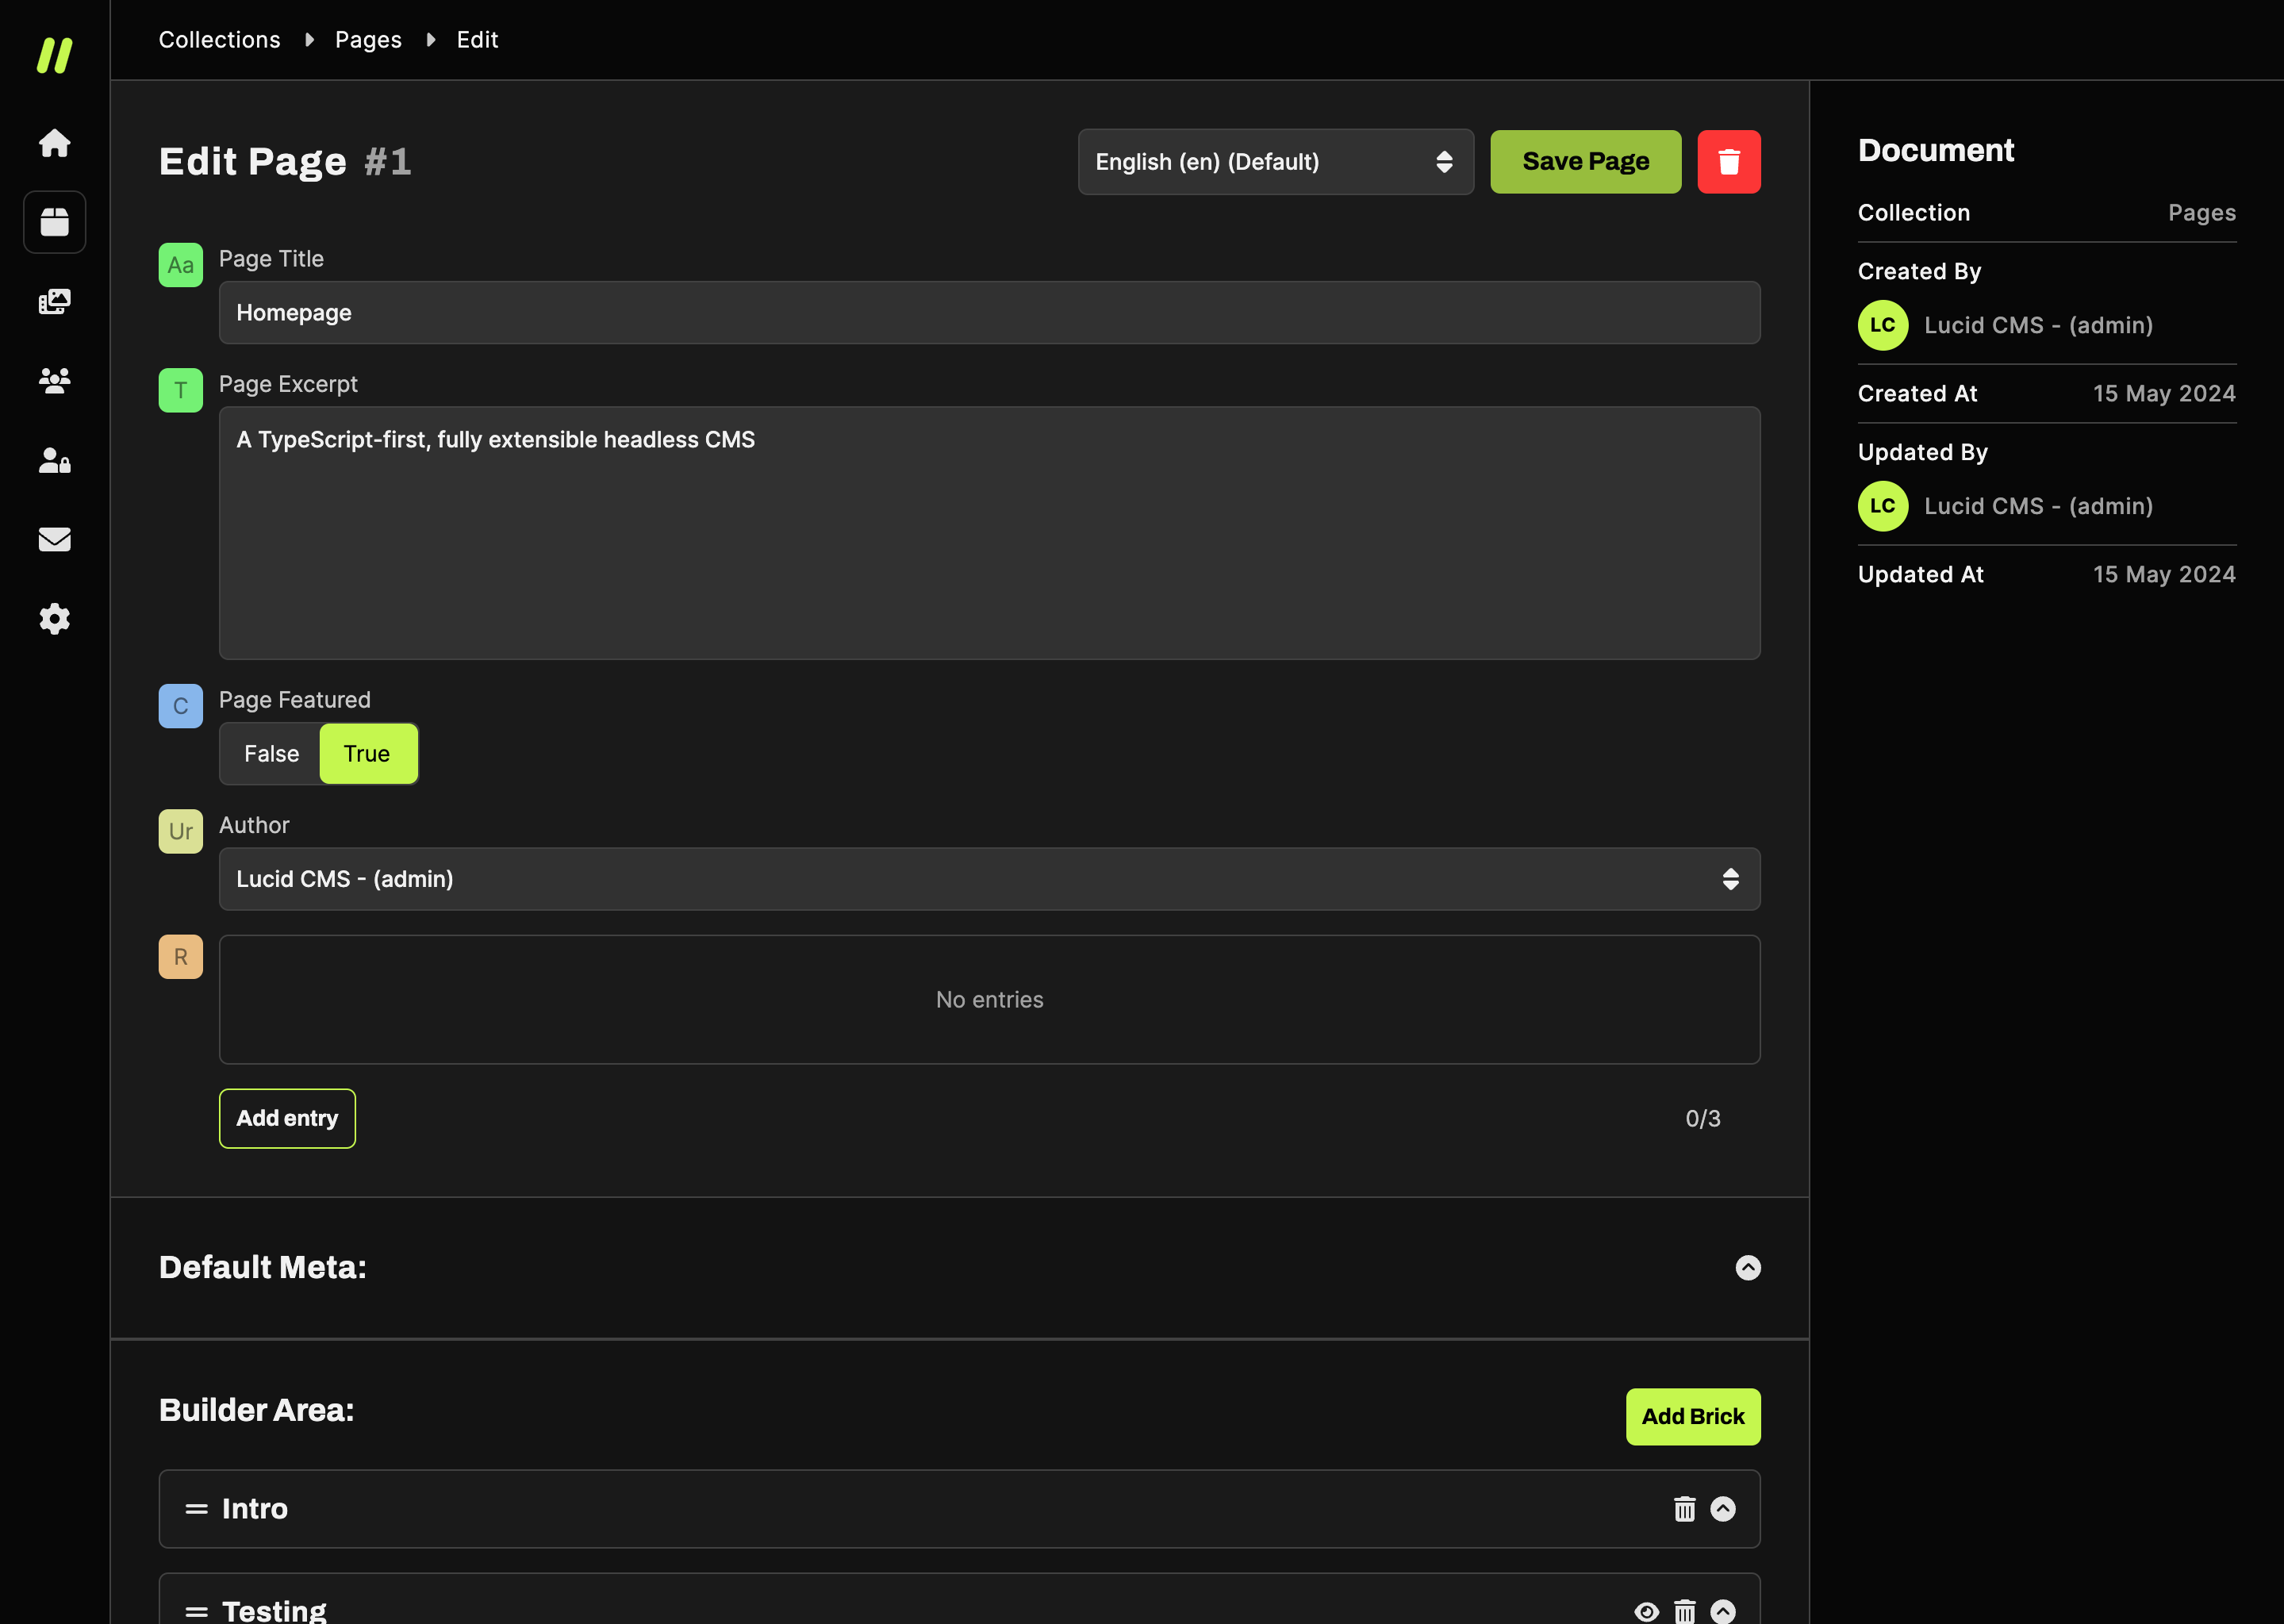 Collections Pages Edit
Edit Page #1
English (en) (Default)
Save Page
Aa Page Title
Homepage
T Page Excerpt
A TypeScript-first, fully extensible headless CMS
C Page Featured
False True
Ur Author
Lucid CMS - (admin)
R
No entries
Add entry
0/3
Default Meta:
Builder Area:
Add Brick
Intro
Testing
Document
Collection Pages
Created By
LC Lucid CMS - (admin)
Created At 15 May 2024
Updated By
LC Lucid CMS - (admin)
Updated At 15 May 2024